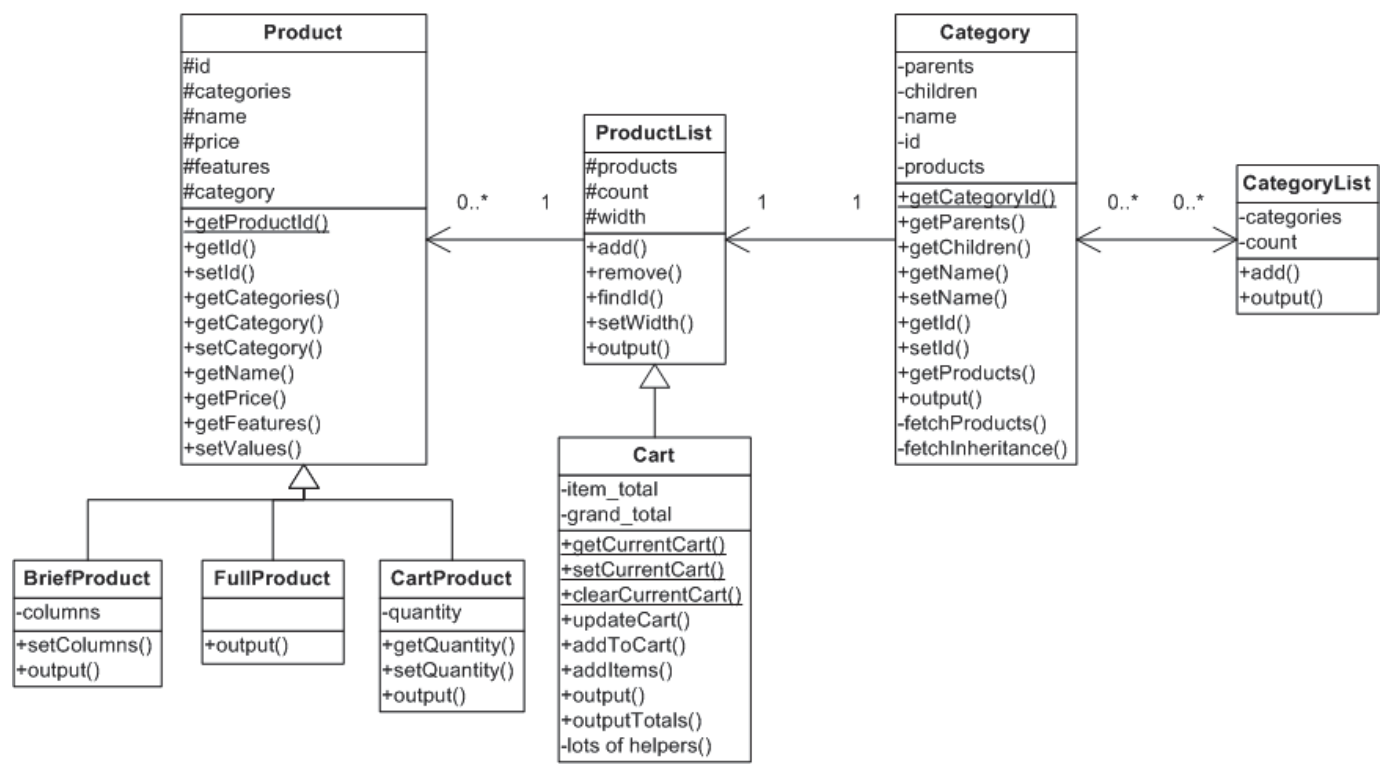 Product
#id
#categories
#name
#price
#features
#category
+getProductId()
+getId()
+setId()
+getCategories()
+getCategory()
+setCategory()
+getName()
+getPrice()
+getFeatures()
+setValues()
0..*
1
ProductList
#products
#count
#width
+add()
+remove()
+findId()
+setWidth()
+output()
1
1
Category
-parents
-children
-name
-id
-products
+getCategoryId()
+getParents()
+getChildren()
+getName()
+setName()
+getId()
+setId()
+getProducts()
+output()
-fetchProducts()
-fetchInheritance()
0..*
0..*
CategoryList
-categories
-count
+add()
+output()
BriefProduct
-columns
+setColumns()
+output()
FullProduct
+output()
CartProduct
-quantity
+getQuantity()
+setQuantity()
+output()
Cart
-item_total
-grand_total
+getCurrentCart()
+setCurrentCart()
+clearCurrentCart()
+updateCart()
+addToCart()
+addItems()
+output()
+outputTotals()
-lots of helpers()